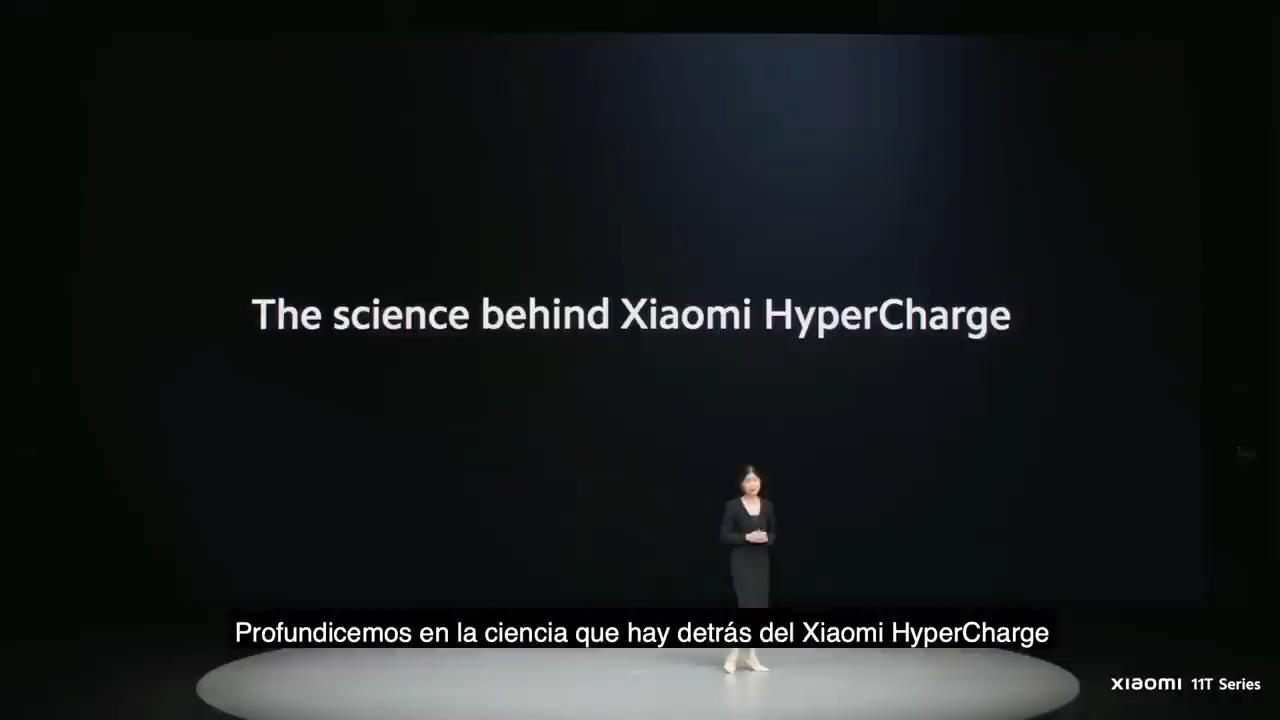 The science behind Xiaomi HyperCharge
Profundicemos en la ciencia que hay detrás del Xiaomi HyperCharge
xiaomi 11T Series